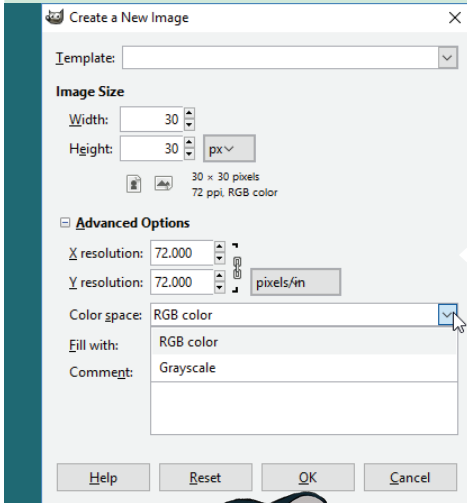 Create a New Image
Template:
Image Size
Width: 30
Height: 30 px
30 × 30 pixels
72 ppi, RGB color
Advanced Options
X resolution: 72.000
Y resolution: 72.000 pixels/in
Color space: RGB color
Fill with: RGB color
Comment: Grayscale
Help Reset OK Cancel